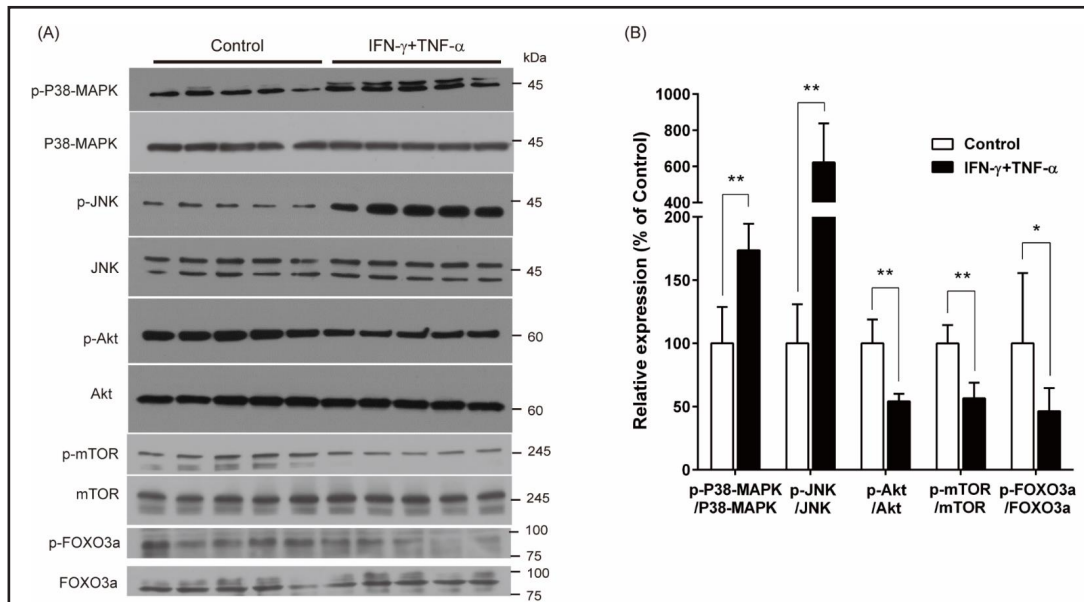 (A)
Control IFN-γ+TNF-α
kDa
p-P38-MAPK 45
P38-MAPK 45
p-JNK 45
JNK 45
p-Akt 60
Akt 60
p-mTOR 245
mTOR 245
p-FOXO3a 100
75
FOXO3a 100
75
(B)
Relative expression (% of Control)
1000
800
600
400
200
150
100
50
0
Control
IFN-γ+TNF-α
**
**
**
**
*
p-P38-MAPK p-JNK p-Akt p-mTOR p-FOXO3a
/P38-MAPK /JNK /Akt /mTOR /FOXO3a